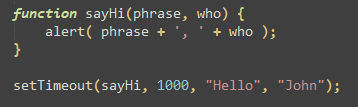 function sayHi(phrase, who) {
    alert( phrase + ', ' + who );
}

setTimeout(sayHi, 1000, "Hello", "John");